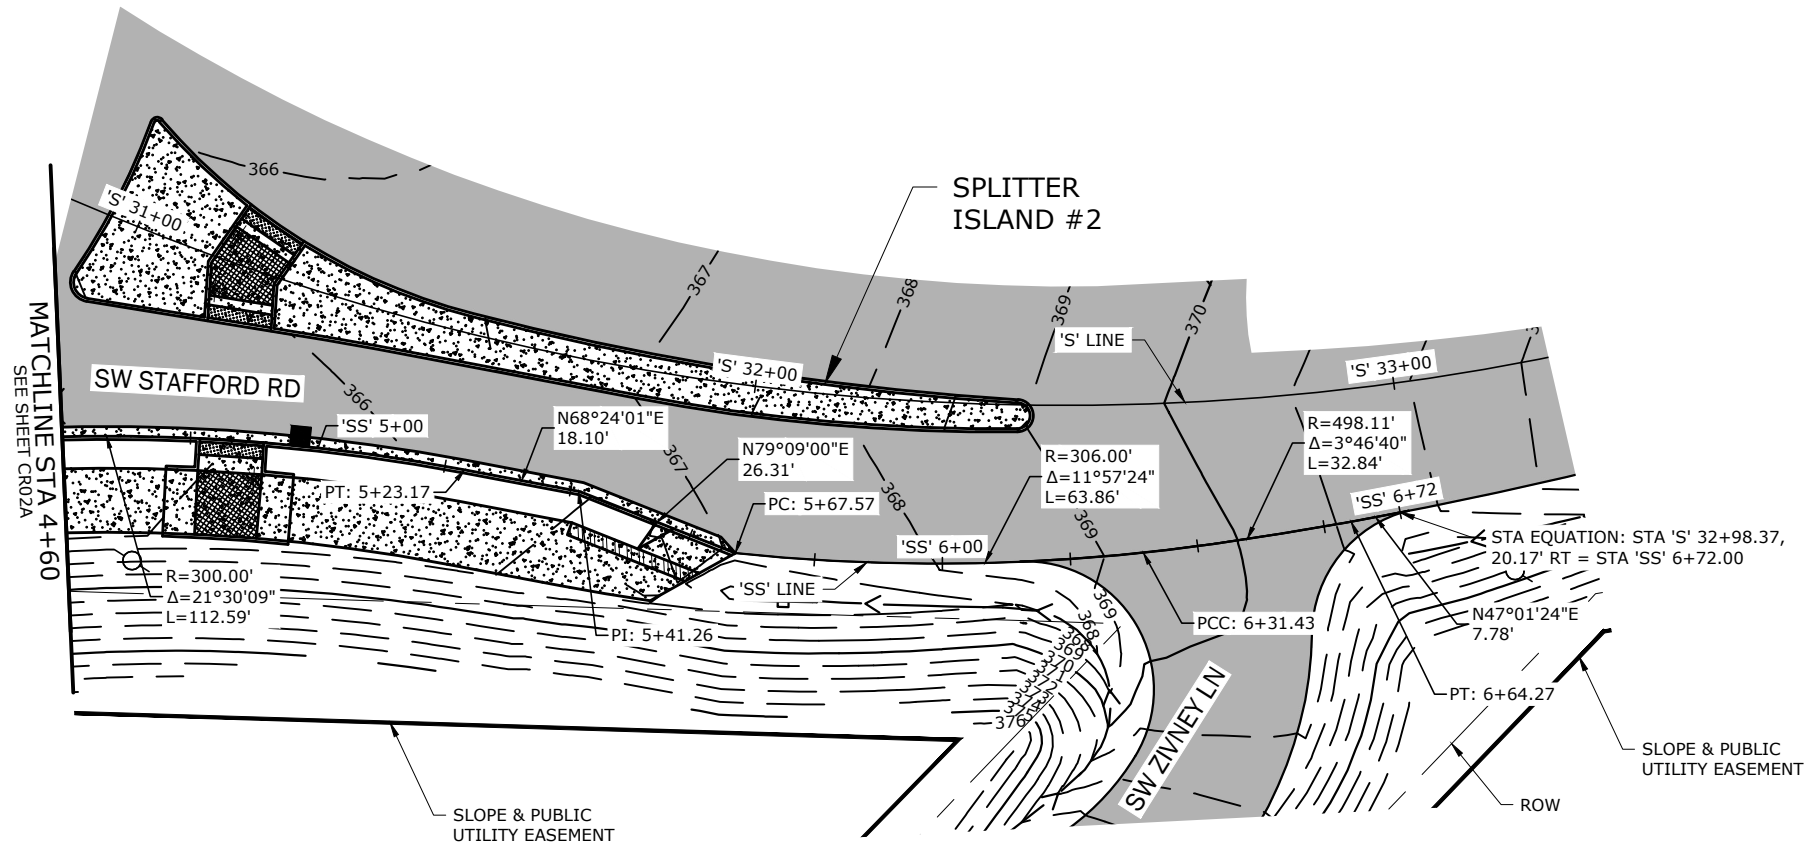 366
SPLITTER
ISLAND #2
'S' 31+00
367
368
369
370
'S' LINE
'S' 32+00
'S' 33+00
MATCHLINE STA 4+60
SEE SHEET CR02A
SW STAFFORD RD
366
'SS' 5+00
N68°24'01"E
18.10'
367
N79°09'00"E
26.31'
R=306.00'
Δ=11°57'24"
L=63.86'
R=498.11'
Δ=3°46'40"
L=32.84'
PT: 5+23.17
PC: 5+67.57
368
369
'SS' 6+72
'SS' 6+00
STA EQUATION: STA 'S' 32+98.37,
20.17' RT = STA 'SS' 6+72.00
R=300.00'
Δ=21°30'09"
L=112.59'
'SS' LINE
369
368
PI: 5+41.26
PCC: 6+31.43
N47°01'24"E
7.78'
369
370
376
PT: 6+64.27
SW ZIVNEY LN
SLOPE & PUBLIC
UTILITY EASEMENT
ROW
SLOPE & PUBLIC
UTILITY EASEMENT